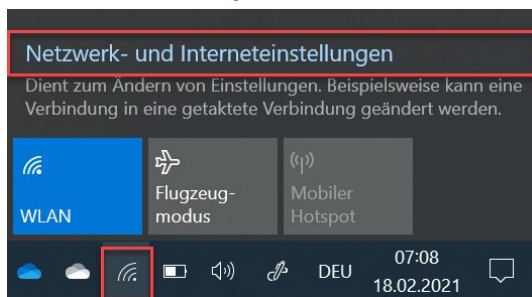 Netzwerk- und Interneteinstellungen
Dient zum Ändern von Einstellungen. Beispielsweise kann eine
Verbindung in eine getaktete Verbindung geändert werden.
WLAN
Flugzeug-
modus
Mobiler
Hotspot
DEU
07:08
18.02.2021